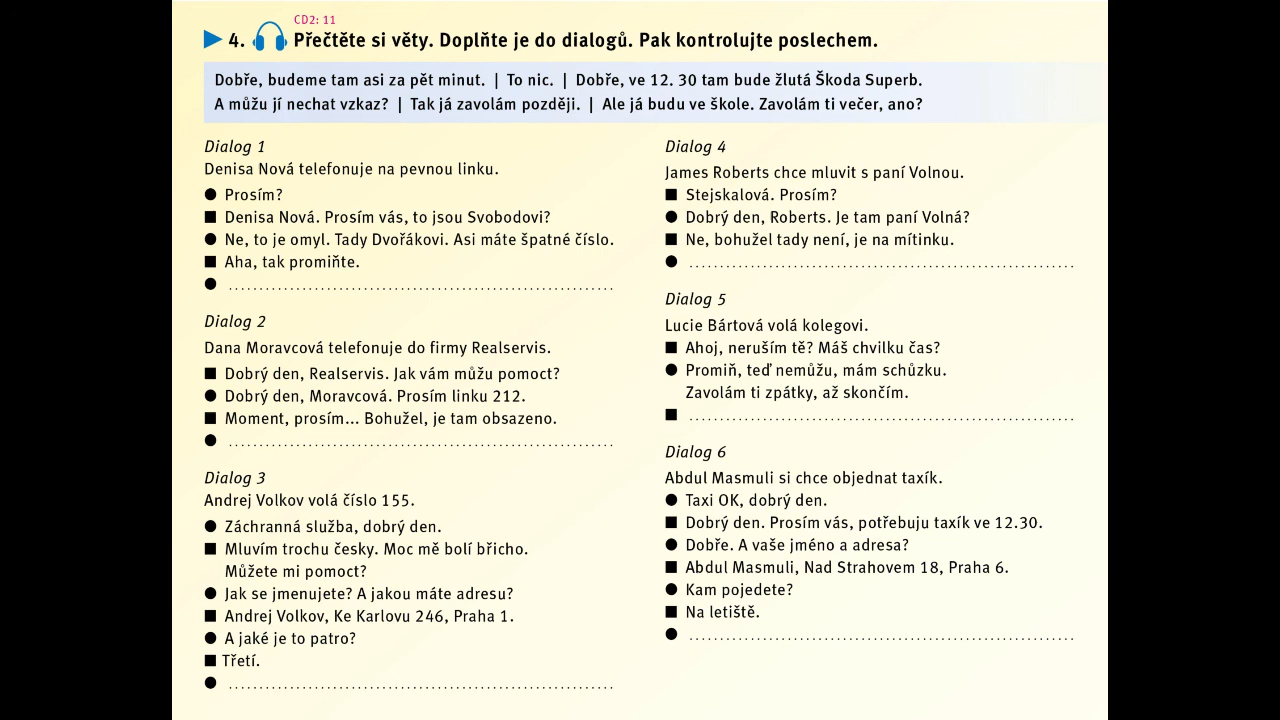 CD2: 11
4. Přečtěte si věty. Doplňte je do dialogů. Pak kontrolujte poslechem.
Dobře, budeme tam asi za pět minut. | To nic. | Dobře, ve 12. 30 tam bude žlutá Škoda Superb.
A můžu jí nechat vzkaz? | Tak já zavolám později. | Ale já budu ve škole. Zavolám ti večer, ano?
Dialog 1
Denisa Nová telefonuje na pevnou linku.
● Prosím?
■ Denisa Nová. Prosím vás, to jsou Svobodovi?
● Ne, to je omyl. Tady Dvořákovi. Asi máte špatné číslo.
■ Aha, tak promiňte.
● ........................................
Dialog 2
Dana Moravcová telefonuje do firmy Realservis.
■ Dobrý den, Realservis. Jak vám můžu pomoct?
● Dobrý den, Moravcová. Prosím linku 212.
■ Moment, prosím... Bohužel, je tam obsazeno.
● ........................................
Dialog 3
Andrej Volkov volá číslo 155.
● Záchranná služba, dobrý den.
■ Mluvím trochu česky. Moc mě bolí břicho.
Můžete mi pomoct?
● Jak se jmenujete? A jakou máte adresu?
■ Andrej Volkov, Ke Karlovu 246, Praha 1.
● A jaké je to patro?
■ Třetí.
● ........................................
Dialog 4
James Roberts chce mluvit s paní Volnou.
■ Stejskalová. Prosím?
● Dobrý den, Roberts. Je tam paní Volná?
■ Ne, bohužel tady není, je na mítinku.
● ........................................
Dialog 5
Lucie Bártová volá kolegovi.
■ Ahoj, neruším tě? Máš chvilku čas?
● Promiň, teď nemůžu, mám schůzku.
Zavolám ti zpátky, až skončím.
■ ........................................
Dialog 6
Abdul Masmuli si chce objednat taxík.
● Taxi OK, dobrý den.
■ Dobrý den. Prosím vás, potřebuju taxík ve 12.30.
● Dobře. A vaše jméno a adresa?
■ Abdul Masmuli, Nad Strahovem 18, Praha 6.
● Kam pojedete?
■ Na letiště.
● ........................................